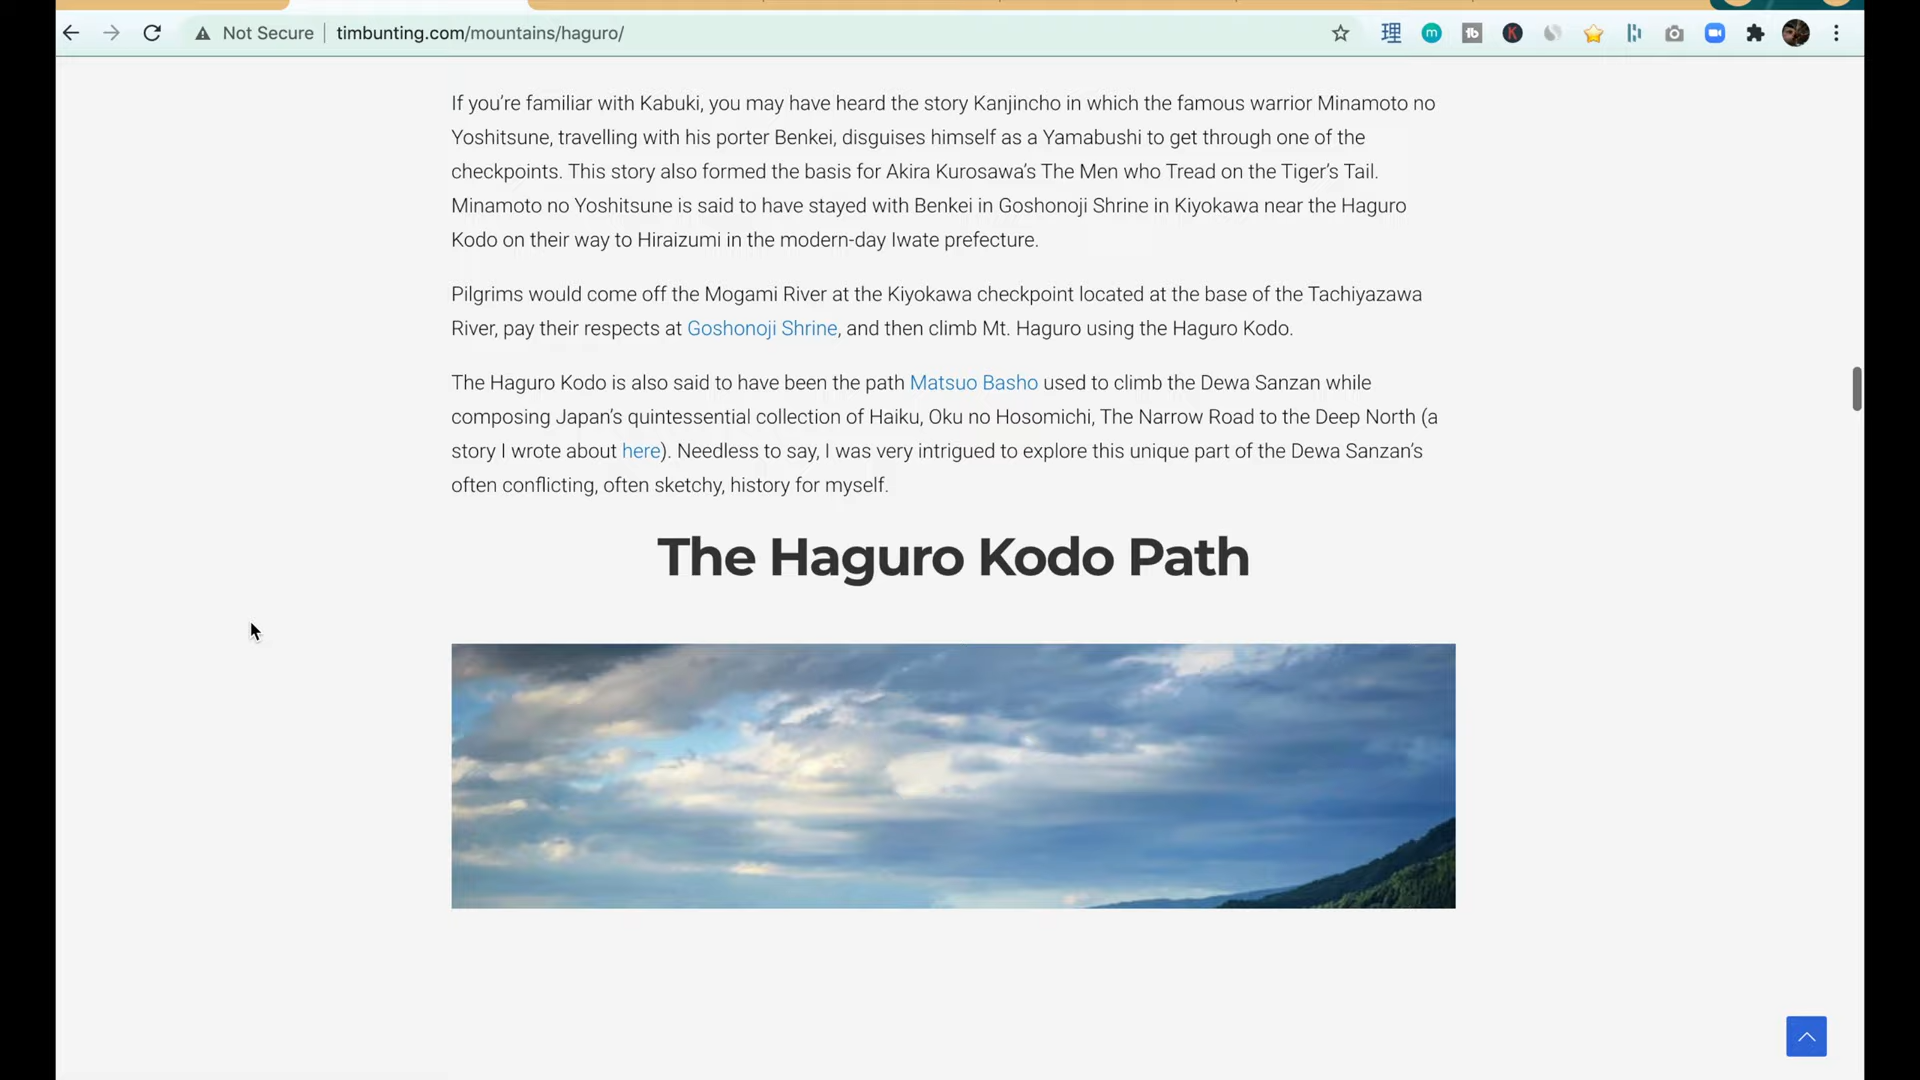 Not Secure
timbunting.com/mountains/haguro/
理
m
tb
K
If you're familiar with Kabuki, you may have heard the story Kanjincho in which the famous warrior Minamoto no
Yoshitsune, travelling with his porter Benkei, disguises himself as a Yamabushi to get through one of the
checkpoints. This story also formed the basis for Akira Kurosawa's The Men who Tread on the Tiger's Tail.
Minamoto no Yoshitsune is said to have stayed with Benkei in Goshonoji Shrine in Kiyokawa near the Haguro
Kodo on their way to Hiraizumi in the modern-day Iwate prefecture.
Pilgrims would come off the Mogami River at the Kiyokawa checkpoint located at the base of the Tachiyazawa
River, pay their respects at Goshonoji Shrine, and then climb Mt. Haguro using the Haguro Kodo.
The Haguro Kodo is also said to have been the path Matsuo Basho used to climb the Dewa Sanzan while
composing Japan's quintessential collection of Haiku, Oku no Hosomichi, The Narrow Road to the Deep North (a
story I wrote about here). Needless to say, I was very intrigued to explore this unique part of the Dewa Sanzan's
often conflicting, often sketchy, history for myself.
The Haguro Kodo Path